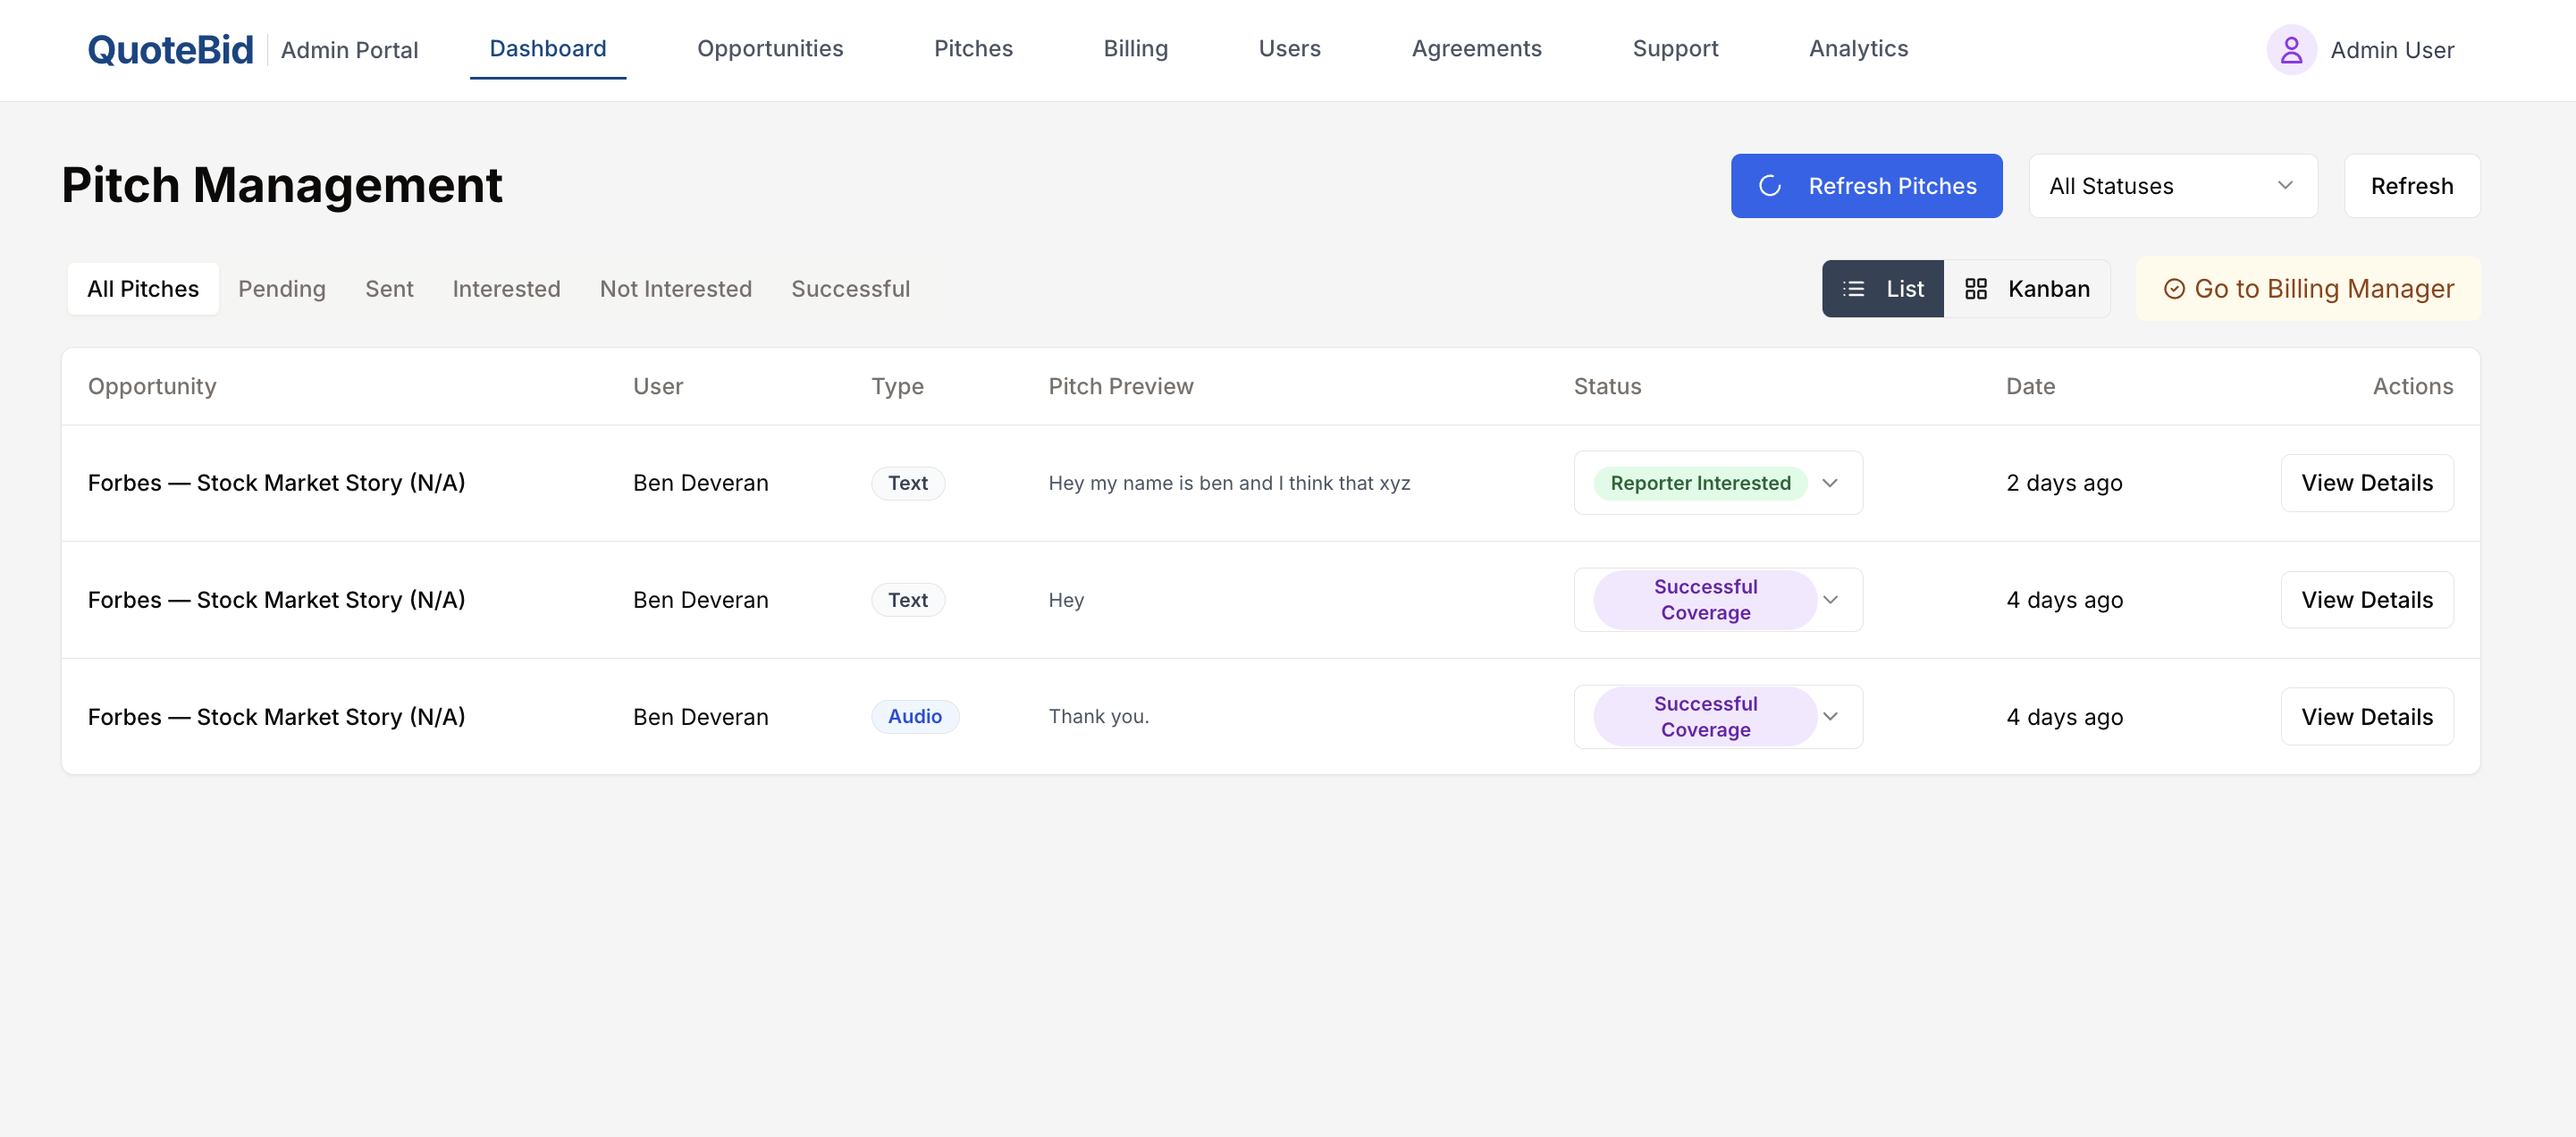 QuoteBid Admin Portal Dashboard Opportunities Pitches Billing Users Agreements Support Analytics Admin User
Pitch Management Refresh Pitches All Statuses Refresh
All Pitches Pending Sent Interested Not Interested Successful List Kanban Go to Billing Manager
Opportunity User Type Pitch Preview Status Date Actions
Forbes — Stock Market Story (N/A) Ben Deveran Text Hey my name is ben and I think that xyz Reporter Interested 2 days ago View Details
Forbes — Stock Market Story (N/A) Ben Deveran Text Hey Successful Coverage 4 days ago View Details
Forbes — Stock Market Story (N/A) Ben Deveran Audio Thank you. Successful Coverage 4 days ago View Details